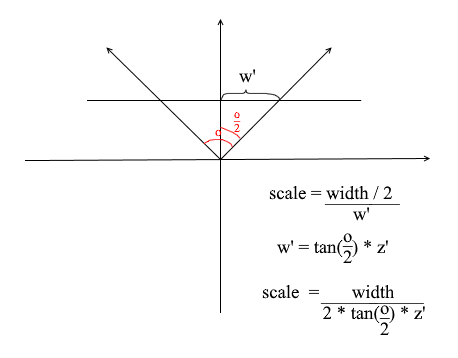 w'
o
o
2
scale = width / 2
w'
w' = tan(o/2) * z'
scale = width
2 * tan(o/2) * z'